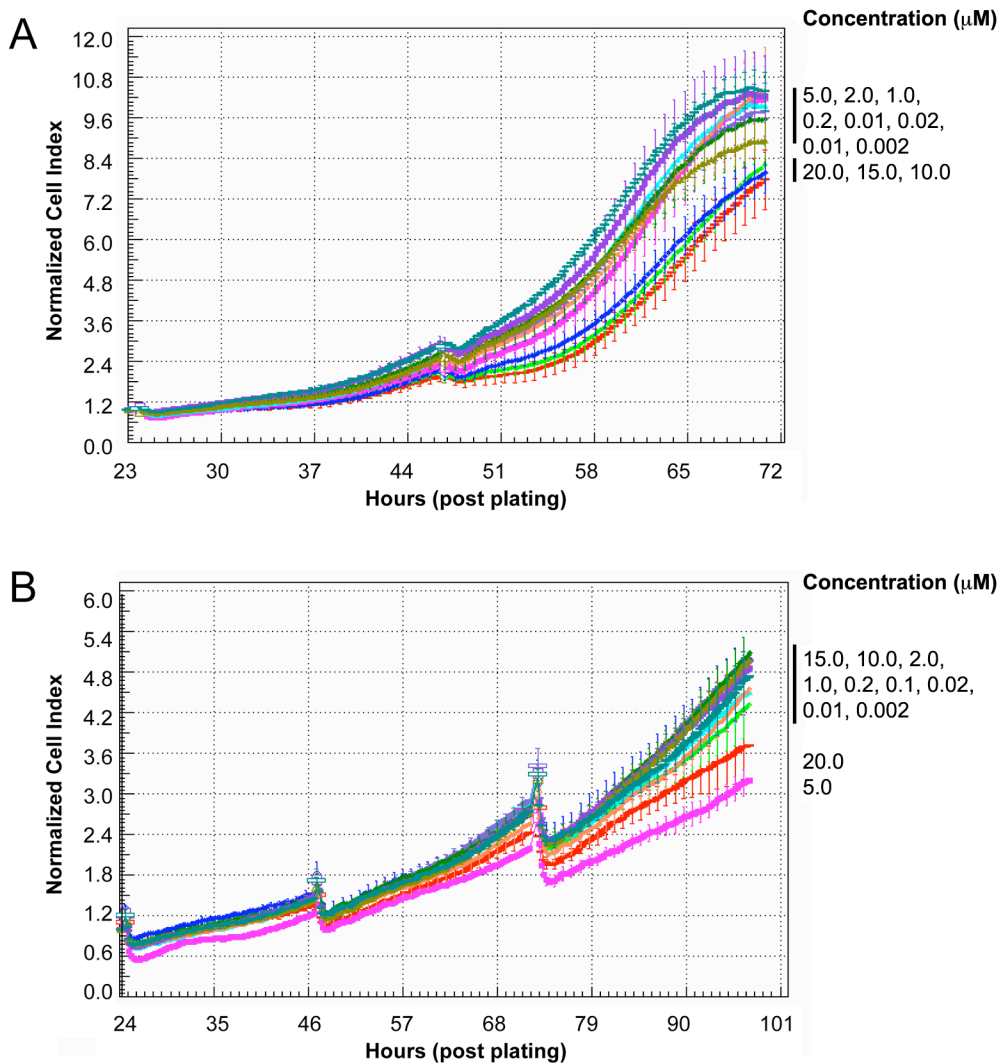 A
Concentration (μM)
12.0
10.8
9.6
8.4
7.2
6.0
4.8
3.6
2.4
1.2
0.0
Normalized Cell Index
5.0, 2.0, 1.0,
0.2, 0.01, 0.02,
0.01, 0.002
20.0, 15.0, 10.0
23 30 37 44 51 58 65 72
Hours (post plating)
B
Concentration (μM)
6.0
5.4
4.8
4.2
3.6
3.0
2.4
1.8
1.2
0.6
0.0
Normalized Cell Index
15.0, 10.0, 2.0,
1.0, 0.2, 0.1, 0.02,
0.01, 0.002
20.0
5.0
24 35 46 57 68 79 90 101
Hours (post plating)